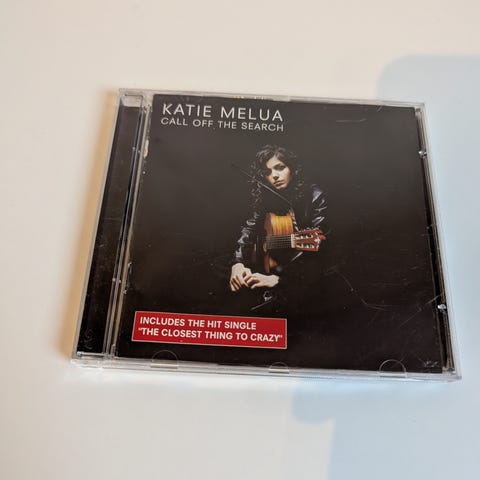 KATIE MELUA
CALL OFF THE SEARCH
INCLUDES THE HIT SINGLE
"THE CLOSEST THING TO CRAZY"